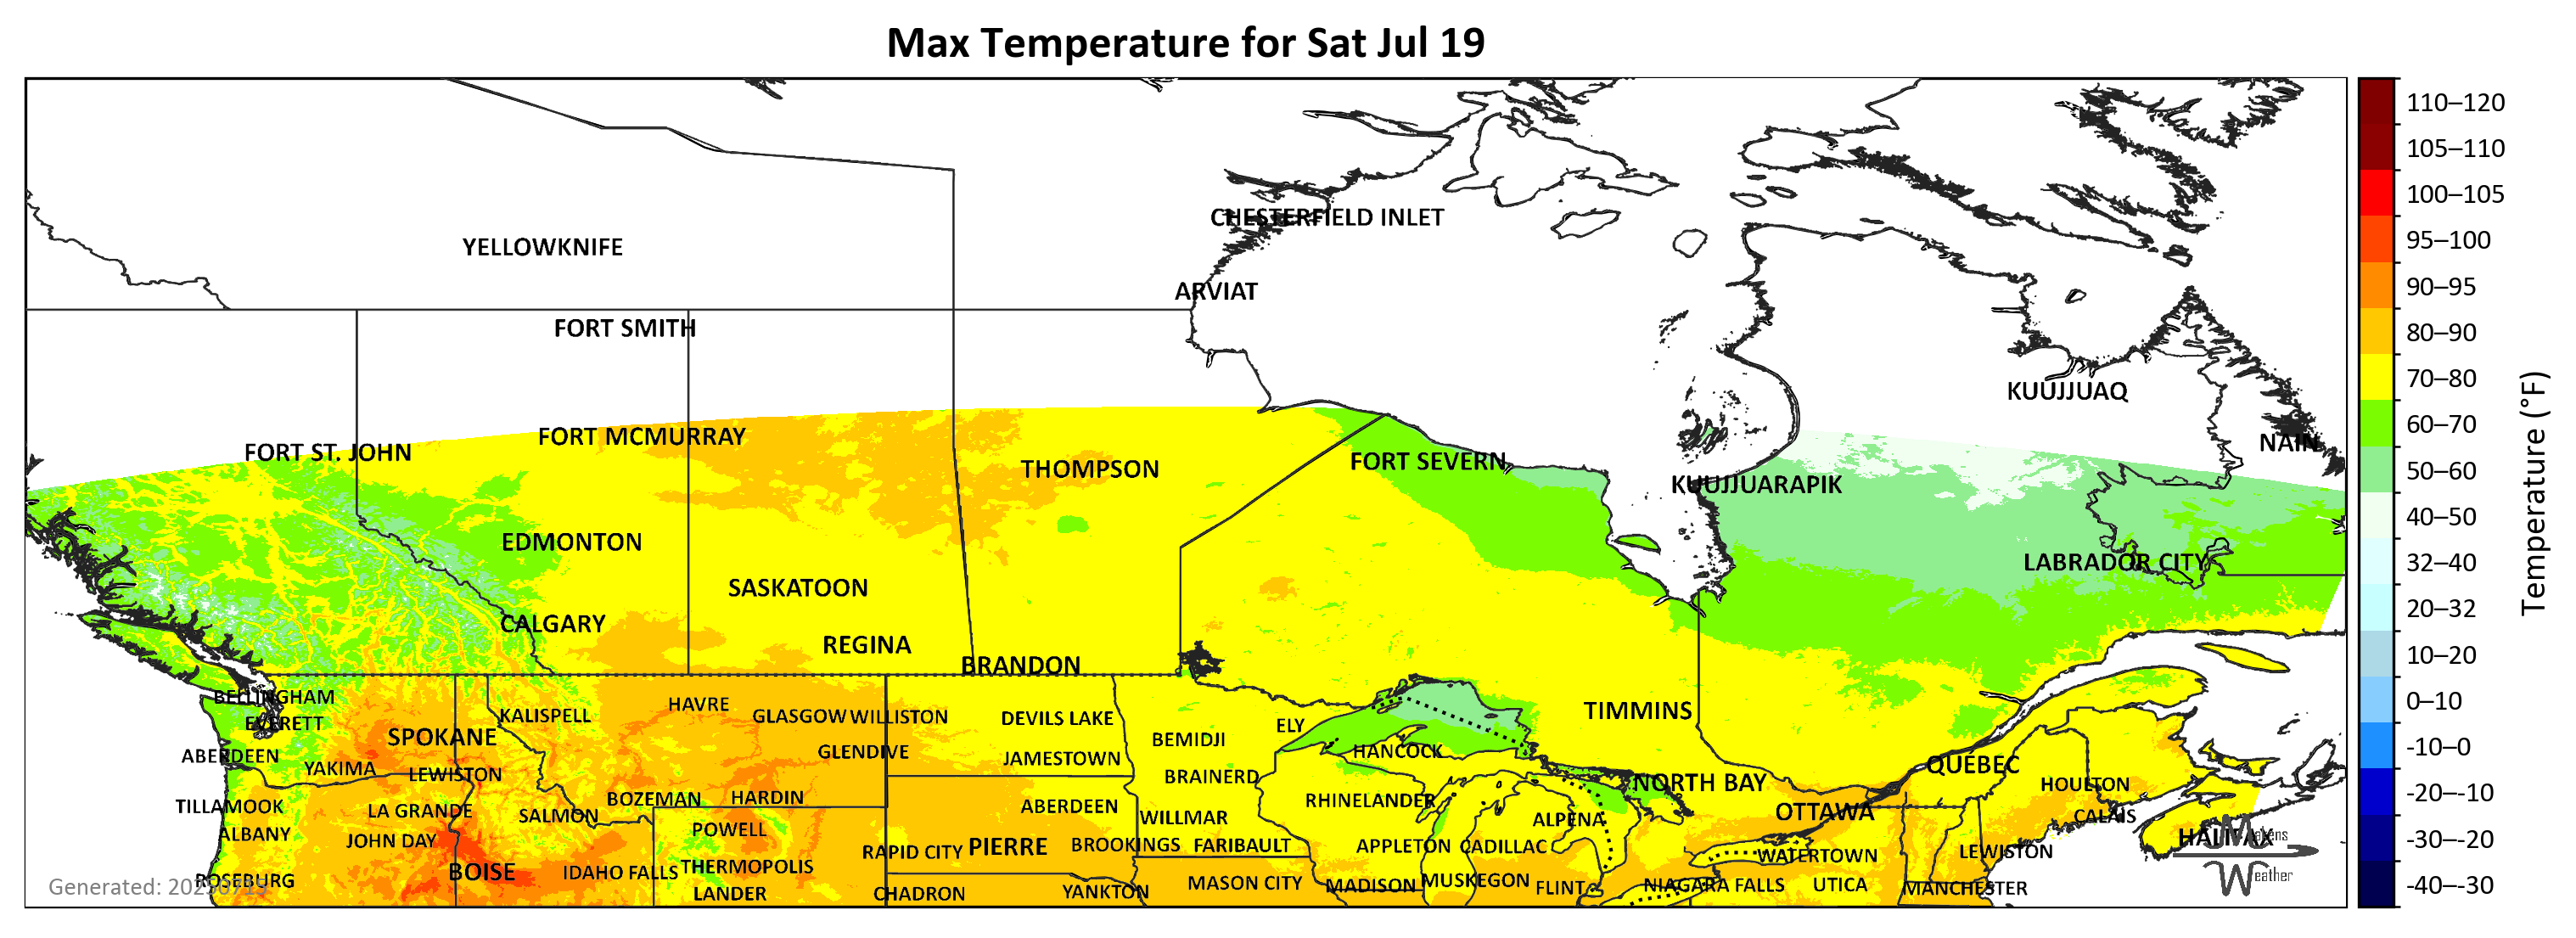 Max Temperature for Sat Jul 19
CHESTERFIELD INLET
YELLOWKNIFE
ARVIAT
FORT SMITH
KUUJJUAQ
FORT MCMURRAY
NAIN
FORT ST. JOHN
THOMPSON
FORT SEVERN
KUUJJUARAPIK
EDMONTON
LABRADOR CITY
SASKATOON
CALGARY
REGINA
BRANDON
BELLINGHAM
HAVRE
KALISPELL
GLASGOW WILLISTON
DEVILS LAKE
TIMMINS
EVERETT
ELY
SPOKANE
BEMIDJI
ABERDEEN
GLENDIVE
JAMESTOWN
HANCOCK
QUÉBEC
YAKIMA
LEWISTON
BRAINERD
NORTH BAY
HOULTON
BOZEMAN
HARDIN
RHINELANDER
TILLAMOOK
LA GRANDE
SALMON
ABERDEEN
WILLMAR
ALPENA
OTTAWA
CALAIS
ALBANY
JOHN DAY
POWELL
RAPID CITY
PIERRE
BROOKINGS
FARIBAULT
APPLETON
CADILLAC
WATERTOWN
LEWISTON
HALIFAX
BOISE
IDAHO FALLS
THERMOPOLIS
ROSEBURG
LANDER
CHADRON
YANKTON
MASON CITY
MADISON
MUSKEGON
FLINT
NIAGARA FALLS
UTICA
MANCHESTER
Makens
Weather
Generated:
110–120
105–110
100–105
95–100
90–95
80–90
70–80
60–70
50–60
40–50
32–40
20–32
10–20
0–10
-10–0
-20–-10
-30–-20
-40–-30
Temperature (°F)